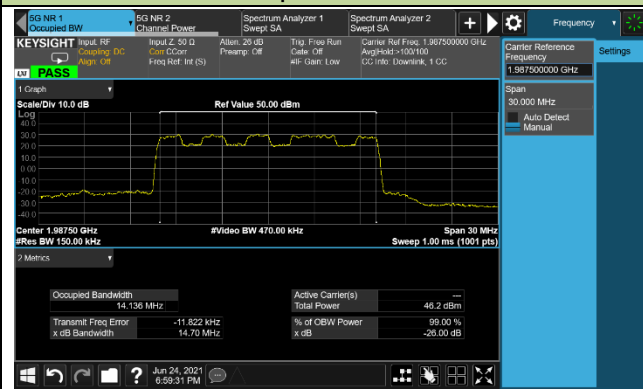 5G NR 1
Occupied BW
5G NR 2
Channel Power
Spectrum Analyzer 1
Swept SA
Spectrum Analyzer 2
Swept SA
Frequency
KEYSIGHT
Input: RF
Coupling: DC
Align: Off
Input Z: 50 Ω
Corr CCorr
Freq Ref: Int (S)
Atten: 26 dB
Preamp: Off
Trig: Free Run
Gate: Off
#IF Gain: Low
Carrier Ref Freq: 1.987500000 GHz
Avg|Hold:>100/100
CC Info: Downlink, 1 CC
LXI
PASS
Carrier Reference
Frequency
1.987500000 GHz
Settings
Span
30.000 MHz
Auto Detect
Manual
1 Graph
Scale/Div 10.0 dB
Ref Value 50.00 dBm
Log
40.0
30.0
20.0
10.0
0.00
-10.0
-20.0
-30.0
-40.0
Center 1.98750 GHz
#Res BW 150.00 kHz
#Video BW 470.00 kHz
Span 30 MHz
Sweep 1.00 ms (1001 pts)
2 Metrics
Occupied Bandwidth
14.136 MHz
Active Carrier(s)
---
Total Power
46.2 dBm
Transmit Freq Error
-11.822 kHz
% of OBW Power
99.00 %
x dB Bandwidth
14.70 MHz
x dB
-26.00 dB
?
Jun 24, 2021
6:59:31 PM